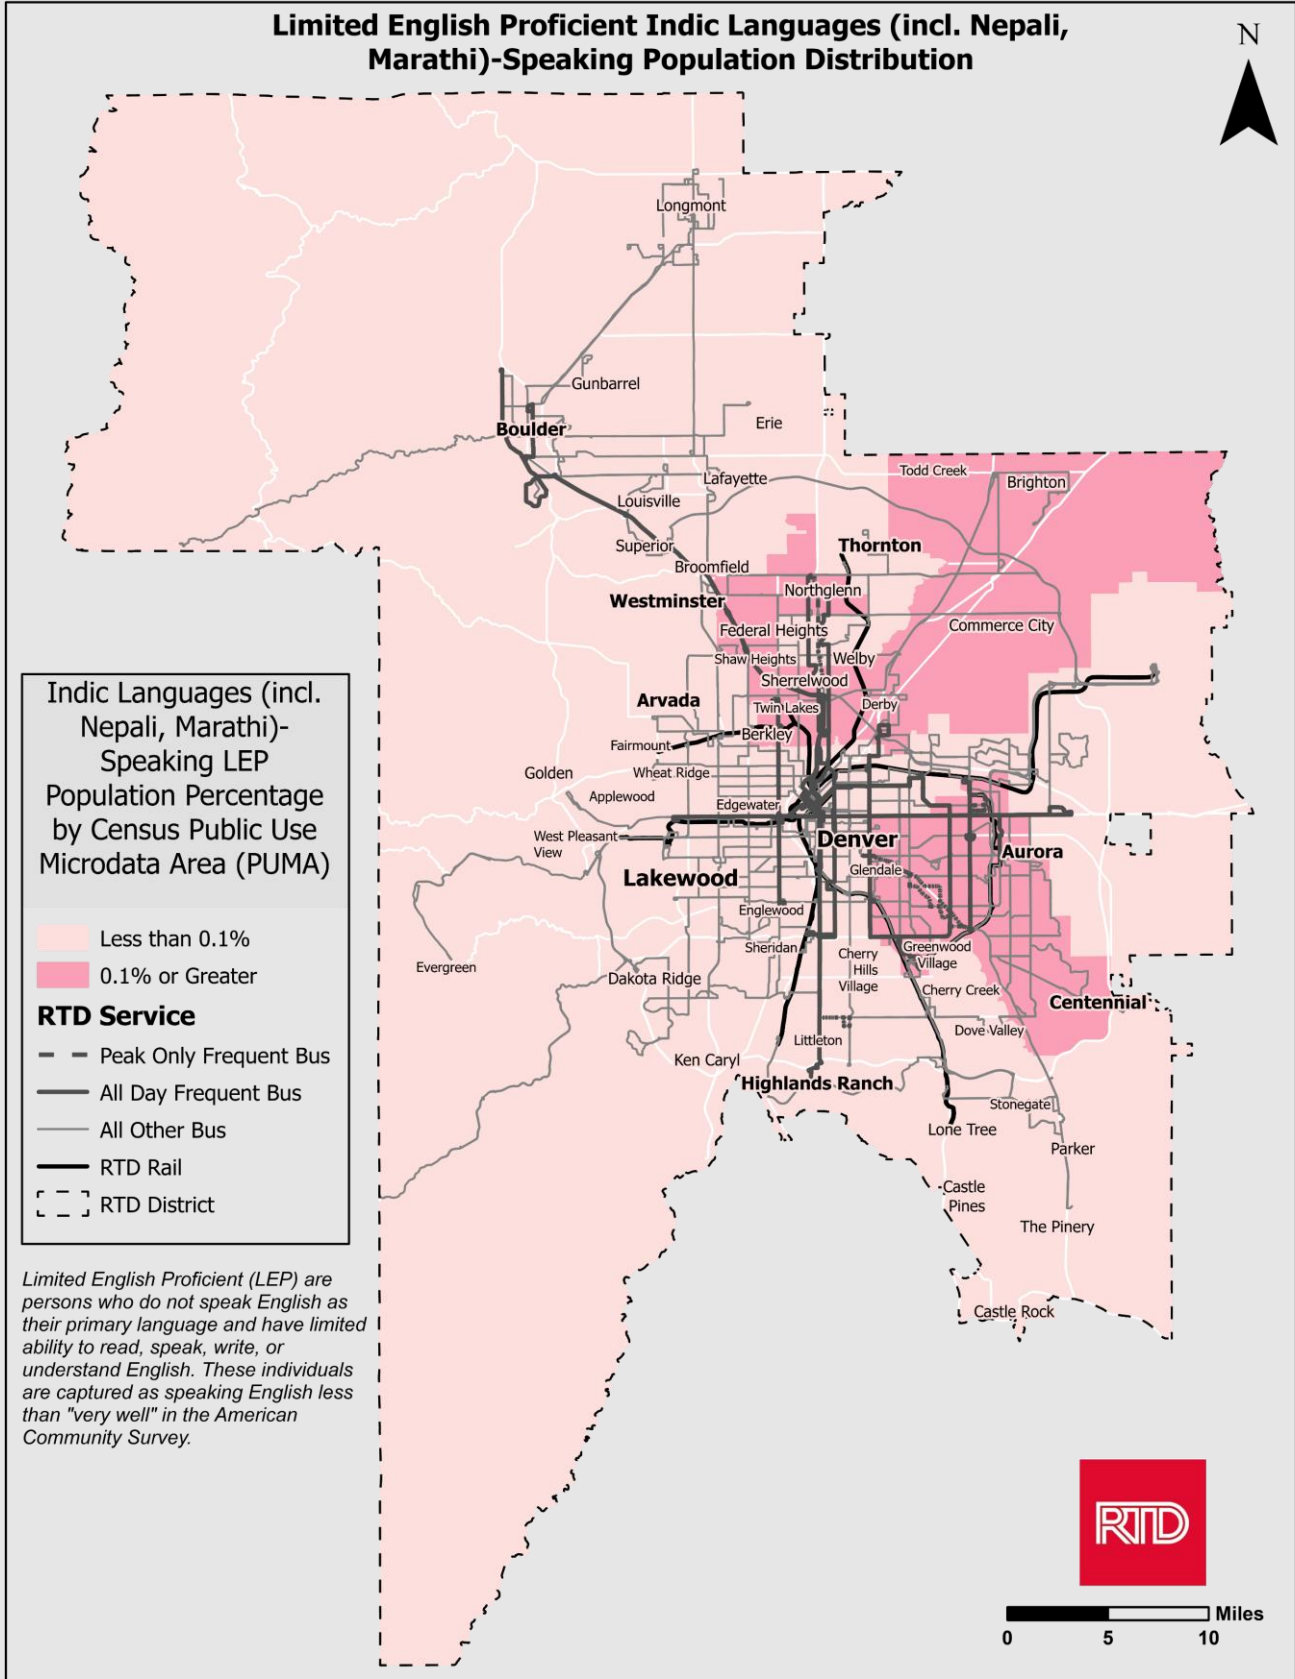 Limited English Proficient Indic Languages (incl. Nepali,
Marathi)-Speaking Population Distribution
N
Longmont
Gunbarrel
Boulder
Erie
Lafayette
Todd Creek
Brighton
Louisville
Superior
Thornton
Broomfield
Northglenn
Westminster
Federal Heights
Commerce City
Shaw Heights
Welby
Sherrelwood
Arvada
Twin Lakes
Derby
Berkley
Fairmount
Golden
Wheat Ridge
Applewood
Edgewater
West Pleasant
View
Denver
Aurora
Glendale
Lakewood
Englewood
Sheridan
Greenwood
Village
Cherry
Hills
Village
Evergreen
Dakota Ridge
Cherry Creek
Centennial
Dove Valley
Littleton
Ken Caryl
Highlands Ranch
Stonegate
Lone Tree
Parker
Castle
Pines
The Pinery
Castle Rock
Indic Languages (incl.
Nepali, Marathi)-
Speaking LEP
Population Percentage
by Census Public Use
Microdata Area (PUMA)
Less than 0.1%
0.1% or Greater
RTD Service
Peak Only Frequent Bus
All Day Frequent Bus
All Other Bus
RTD Rail
RTD District
Limited English Proficient (LEP) are
persons who do not speak English as
their primary language and have limited
ability to read, speak, write, or
understand English. These individuals
are captured as speaking English less
than "very well" in the American
Community Survey.
RTD
Miles
0 5 10